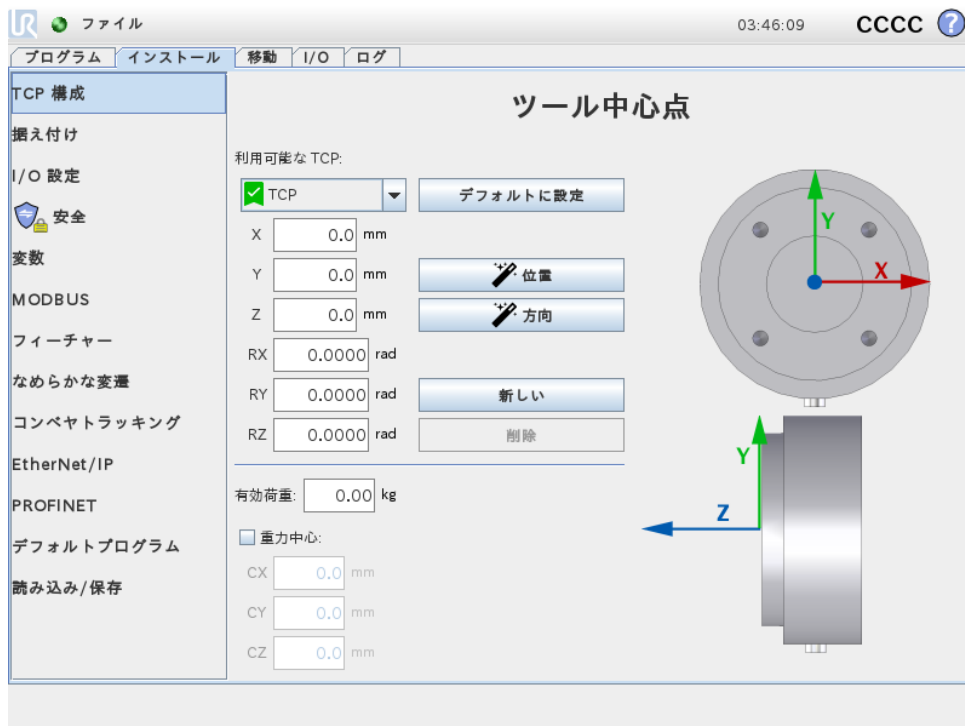 UR ファイル 03:46:09 CCCC ?
プログラム インストール 移動 I/O ログ
TCP 構成
据え付け
I/O 設定
安全
変数
MODBUS
フィーチャー
なめらかな変遷
コンベヤトラッキング
EtherNet/IP
PROFINET
デフォルトプログラム
読み込み/保存
ツール中心点
利用可能な TCP:
TCP デフォルトに設定
X 0.0 mm
Y 0.0 mm 位置
Z 0.0 mm 方向
RX 0.0000 rad
RY 0.0000 rad 新しい
RZ 0.0000 rad 削除
有効荷重: 0.00 kg
重力中心:
CX 0.0 mm
CY 0.0 mm
CZ 0.0 mm
Y
X
Y
Z